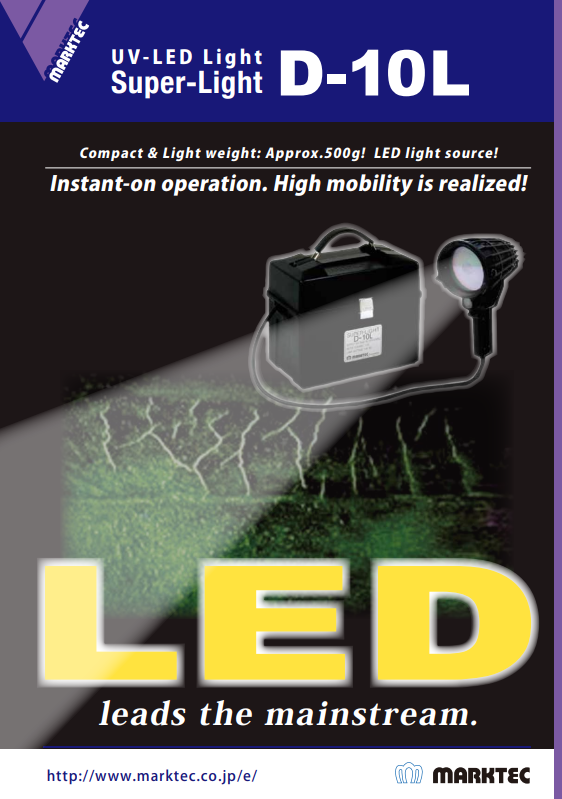 MARKTEC
UV-LED Light
Super-Light D-10L
Compact & Light weight: Approx.500g! LED light source!
Instant-on operation. High mobility is realized!
SUPER-LIGHT
D-10L
MARKTEC
LED
leads the mainstream.
http://www.marktec.co.jp/e/
MARKTEC